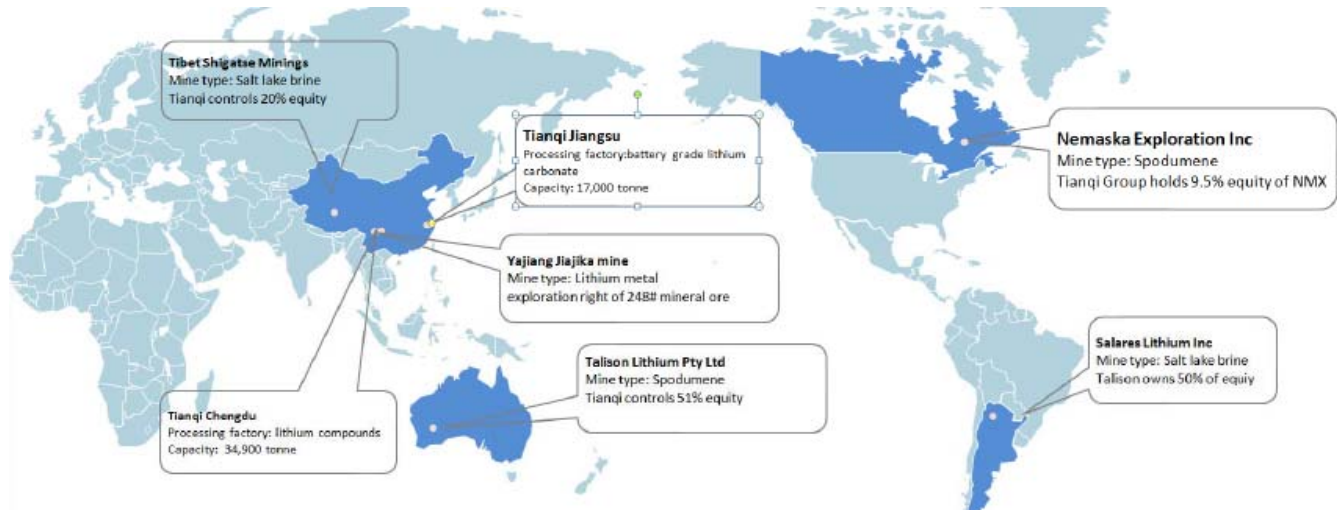 Tibet Shigatse Minings
Mine type: Salt lake brine
Tianqi controls 20% equity
Tianqi Jiangsu
Processing factory:battery grade lithium
carbonate
Capacity: 17,000 tonne
Nemaska Exploration Inc
Mine type: Spodumene
Tianqi Group holds 9.5% equity of NMX
Yajiang Jiajika mine
Mine type: Lithium metal
exploration right of 248# mineral ore
Talison Lithium Pty Ltd
Mine type: Spodumene
Tianqi controls 51% equity
Salares Lithium Inc
Mine type: Salt lake brine
Talison owns 50% of equiy
Tianqi Chengdu
Processing factory: lithium compounds
Capacity: 34,900 tonne